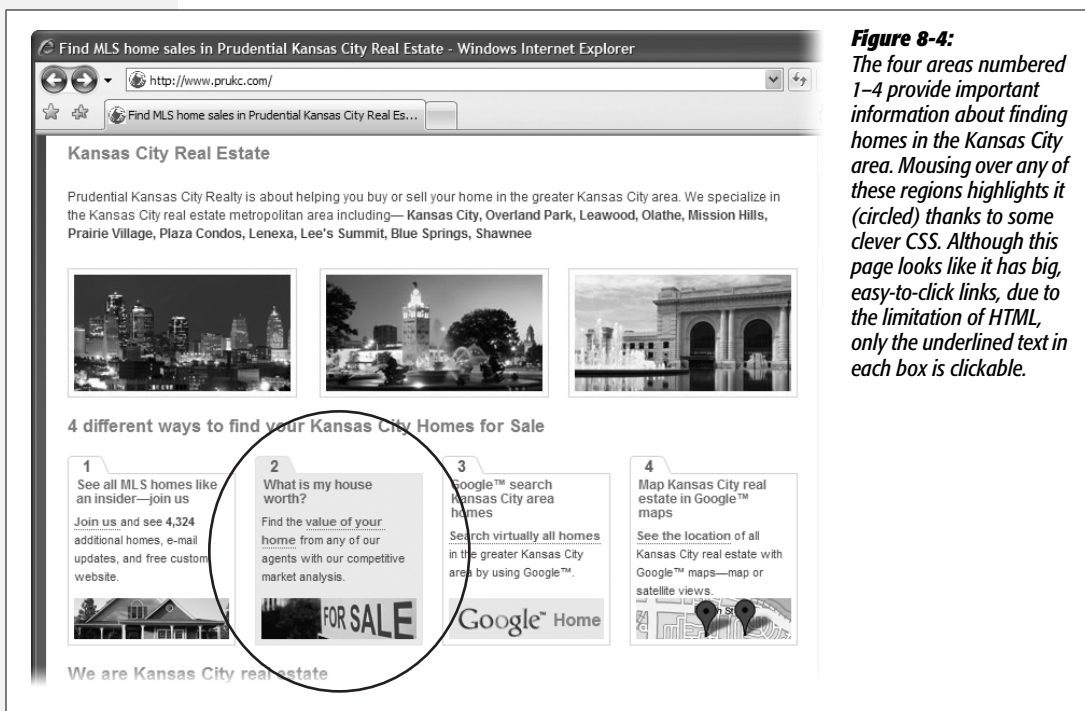 Find MLS home sales in Prudential Kansas City Real Estate - Windows Internet Explorer
http://www.prukc.com/
Find MLS home sales in Prudential Kansas City Real Es...
Kansas City Real Estate
Prudential Kansas City Realty is about helping you buy or sell your home in the greater Kansas City area. We specialize in
the Kansas City real estate metropolitan area including— Kansas City, Overland Park, Leawood, Olathe, Mission Hills,
Prairie Village, Plaza Condos, Lenexa, Lee's Summit, Blue Springs, Shawnee
4 different ways to find your Kansas City Homes for Sale
1
See all MLS homes like
an insider—join us
Join us and see 4,324
additional homes, e-mail
updates, and free custom
website.
2
What is my house
worth?
Find the value of your
home from any of our
agents with our competitive
market analysis.
FOR SALE
3
Google™ search
Kansas City area
homes
Search virtually all homes
in the greater Kansas City
area by using Google™.
Google™ Home
4
Map Kansas City real
estate in Google™
maps
See the location of all
Kansas City real estate with
Google™ maps—map or
satellite views.
We are Kansas City real estate
Figure 8-4:
The four areas numbered
1–4 provide important
information about finding
homes in the Kansas City
area. Mousing over any of
these regions highlights it
(circled) thanks to some
clever CSS. Although this
page looks like it has big,
easy-to-click links, due to
the limitation of HTML,
only the underlined text in
each box is clickable.